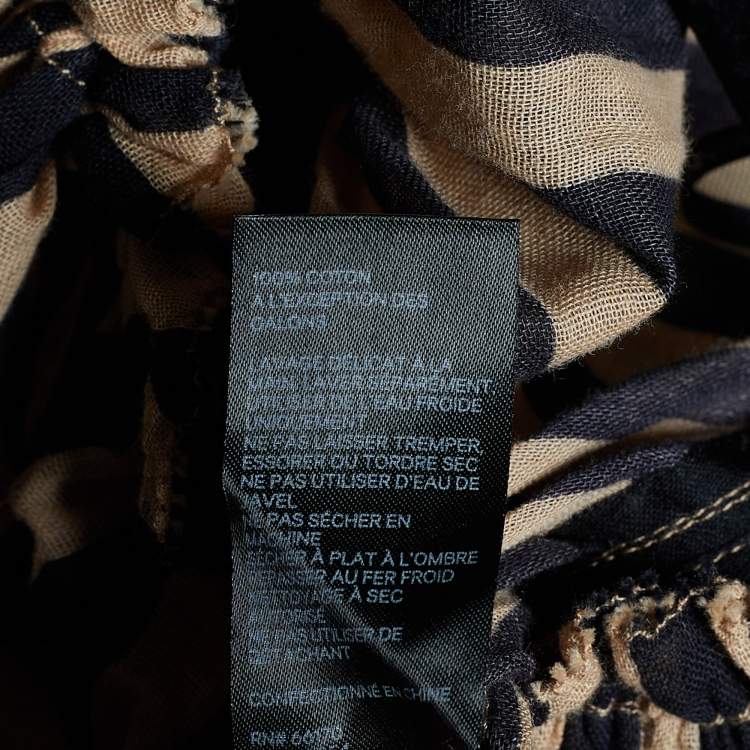 100% COTON
À L'EXCEPTION DES
GALONS
LAVAGE DÉLICAT À LA
MAIN LAVER SÉPARÉMENT
EAU FROIDE
UNIQUEMENT
NE PAS LAISSER TREMPER,
ESSORER OU TORDRE SEC
NE PAS UTILISER D'EAU DE
JAVEL
NE PAS SÉCHER EN
MACHINE
SÉCHER À PLAT À L'OMBRE
REPASSER AU FER FROID
NETTOYAGE À SEC
AUTORISÉ
NE PAS UTILISER DE
DÉTACHANT
CONFECTIONNÉ EN CHINE
RN# 66170